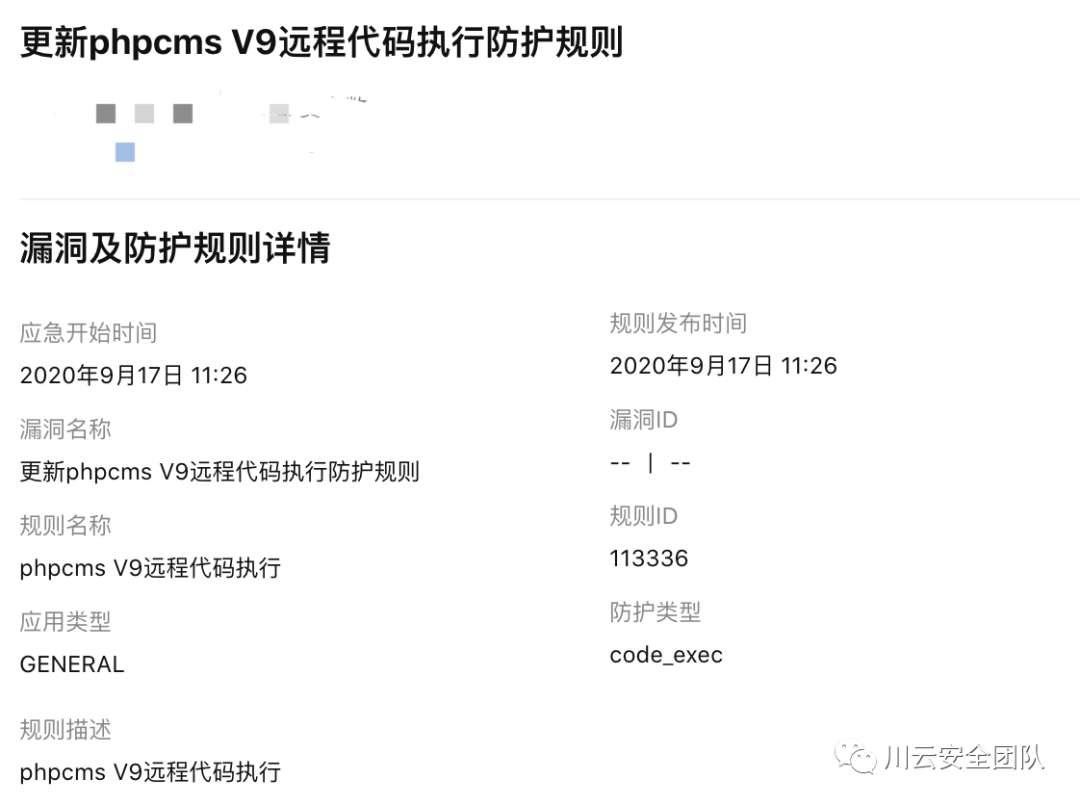 更新phpcms V9远程代码执行防护规则
漏洞及防护规则详情
应急开始时间
2020年9月17日 11:26
漏洞名称
更新phpcms V9远程代码执行防护规则
规则名称
phpcms V9远程代码执行
应用类型
GENERAL
规则描述
phpcms V9远程代码执行
规则发布时间
2020年9月17日 11:26
漏洞ID
-- | --
规则ID
113336
防护类型
code_exec
川云安全团队